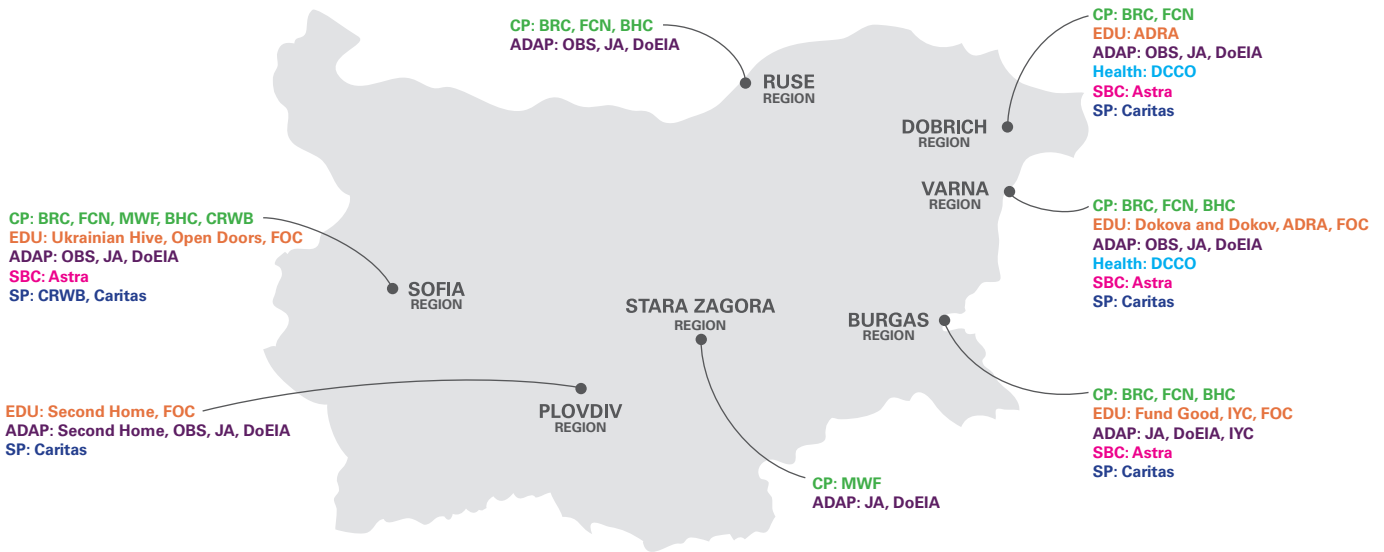 CP: BRC, FCN, BHC
ADAP: OBS, JA, DoEIA
RUSE
REGION
CP: BRC, FCN
EDU: ADRA
ADAP: OBS, JA, DoEIA
Health: DCCO
SBC: Astra
SP: Caritas
DOBRICH
REGION
VARNA
REGION
CP: BRC, FCN, BHC
EDU: Dokova and Dokov, ADRA, FOC
ADAP: OBS, JA, DoEIA
Health: DCCO
SBC: Astra
SP: Caritas
CP: BRC, FCN, MWF, BHC, CRWB
EDU: Ukrainian Hive, Open Doors, FOC
ADAP: OBS, JA, DoEIA
SBC: Astra
SP: CRWB, Caritas
SOFIA
REGION
STARA ZAGORA
REGION
BURGAS
REGION
CP: BRC, FCN, BHC
EDU: Fund Good, IYC, FOC
ADAP: JA, DoEIA, IYC
SBC: Astra
SP: Caritas
EDU: Second Home, FOC
ADAP: Second Home, OBS, JA, DoEIA
SP: Caritas
PLOVDIV
REGION
CP: MWF
ADAP: JA, DoEIA